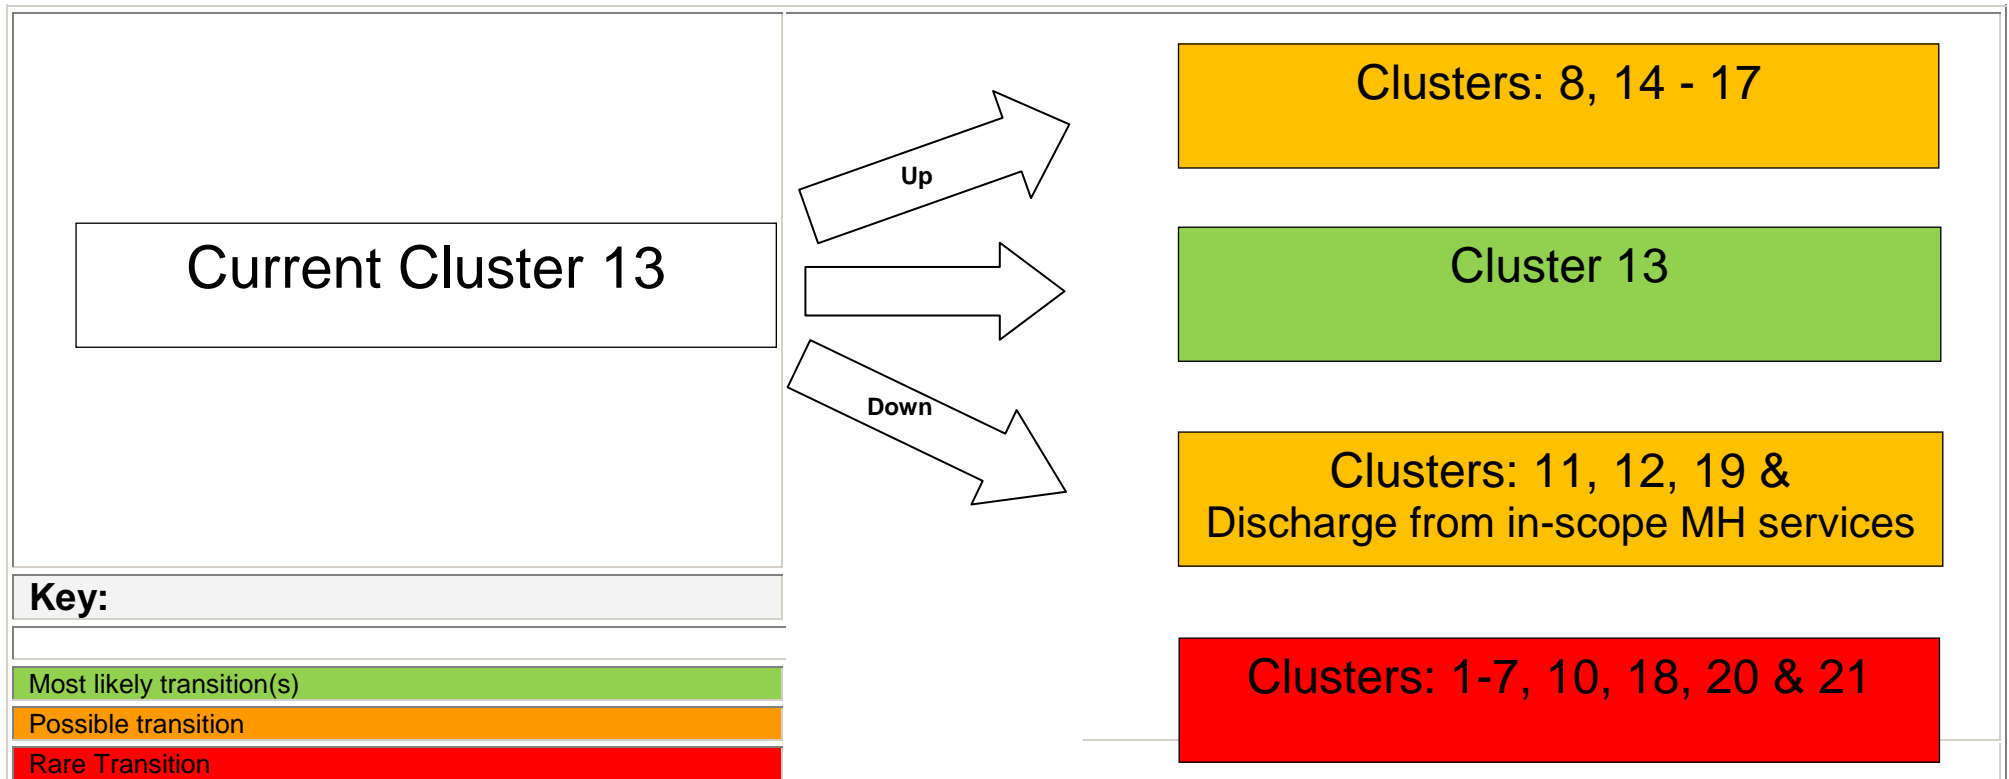 Current Cluster 13
Up
Down
Clusters: 8, 14 - 17
Cluster 13
Clusters: 11, 12, 19 &
Discharge from in-scope MH services
Clusters: 1-7, 10, 18, 20 & 21
Key:
Most likely transition(s)
Possible transition
Rare Transition